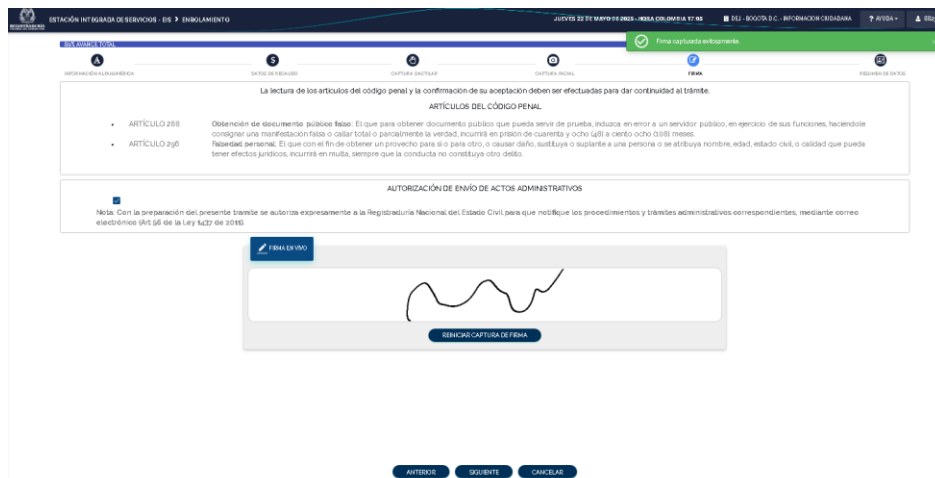 ESTACIÓN INTEGRADA DE SERVICIOS - EIS > ENROLAMIENTO
JUEVES 22 DE MAYO DE 2025 - HORA COLOMBIA 17:05
DEJ - BOGOTA D.C. - INFORMACION CIUDADANA
? AYUDA
AVANCE TOTAL
Firma capturada exitosamente.
INFORMACIÓN ALFANUMÉRICA
DATOS DE RECAUDO
CAPTURA DACTILAR
CAPTURA FACIAL
FIRMA
RESUMEN DE DATOS
La lectura de los artículos del código penal y la confirmación de su aceptación deben ser efectuadas para dar continuidad al trámite.
ARTÍCULOS DEL CÓDIGO PENAL
• ARTÍCULO 288 Obtención de documento público falso: El que para obtener documento público que pueda servir de prueba, induzca en error a un servidor público, en ejercicio de sus funciones, haciéndole
consignar una manifestación falsa o callar total o parcialmente la verdad, incurrirá en prisión de cuarenta y ocho (48) a ciento ocho (108) meses.
• ARTÍCULO 296 Falsedad personal: El que con el fin de obtener un provecho para sí o para otro, o causar daño, sustituya o suplante a una persona o se atribuya nombre, edad, estado civil, o calidad que pueda
tener efectos jurídicos, incurrirá en multa, siempre que la conducta no constituya otro delito.
AUTORIZACIÓN DE ENVÍO DE ACTOS ADMINISTRATIVOS
Nota: Con la preparación del presente tramite se autoriza expresamente a la Registraduría Nacional del Estado Civil para que notifique los procedimientos y trámites administrativos correspondientes, mediante correo
electrónico (Art 56 de la Ley 1437 de 2011).
FIRMA EN VIVO
REINICIAR CAPTURA DE FIRMA
ANTERIOR
SIGUIENTE
CANCELAR